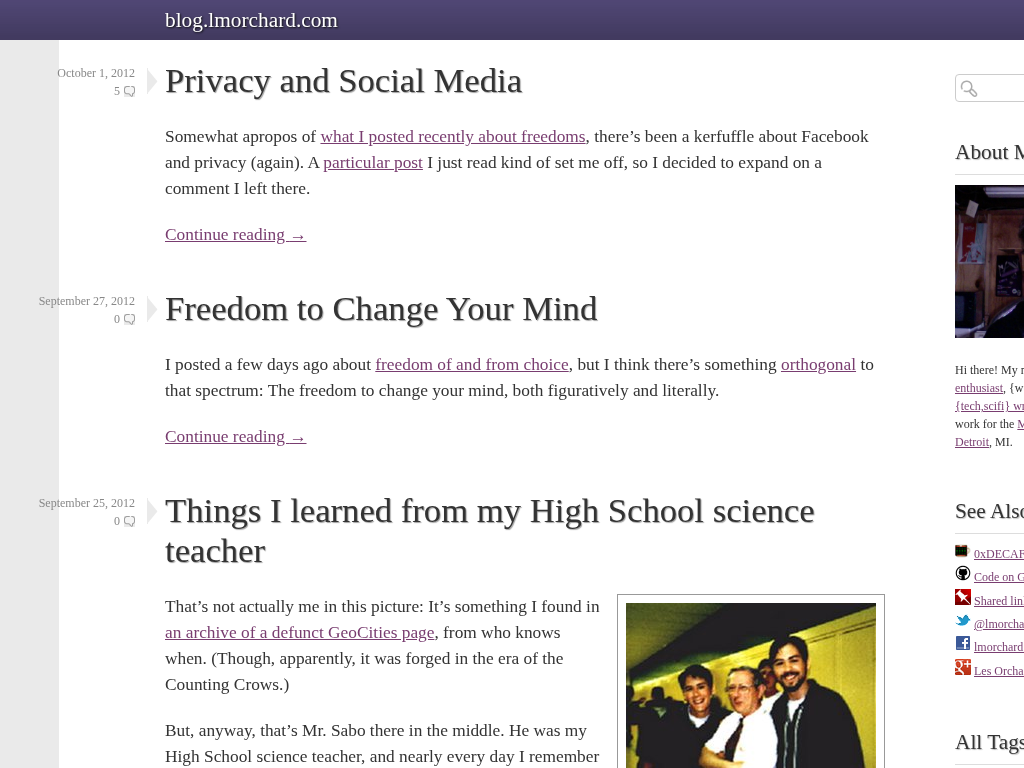 blog.lmorchard.com
October 1, 2012
5
Privacy and Social Media
Somewhat apropos of what I posted recently about freedoms, there’s been a kerfuffle about Facebook
and privacy (again). A particular post I just read kind of set me off, so I decided to expand on a
comment I left there.
Continue reading →
September 27, 2012
0
Freedom to Change Your Mind
I posted a few days ago about freedom of and from choice, but I think there’s something orthogonal to
that spectrum: The freedom to change your mind, both figuratively and literally.
Continue reading →
September 25, 2012
0
Things I learned from my High School science
teacher
That’s not actually me in this picture: It’s something I found in
an archive of a defunct GeoCities page, from who knows
when. (Though, apparently, it was forged in the era of the
Counting Crows.)
But, anyway, that’s Mr. Sabo there in the middle. He was my
High School science teacher, and nearly every day I remember
About
Hi there! My
enthusiast, {w
{tech,scifi} w
work for the
Detroit, MI.
See Also
0xDECAF
Code on G
Shared lin
@lmorcha
lmorchard
Les Orcha
All Tags